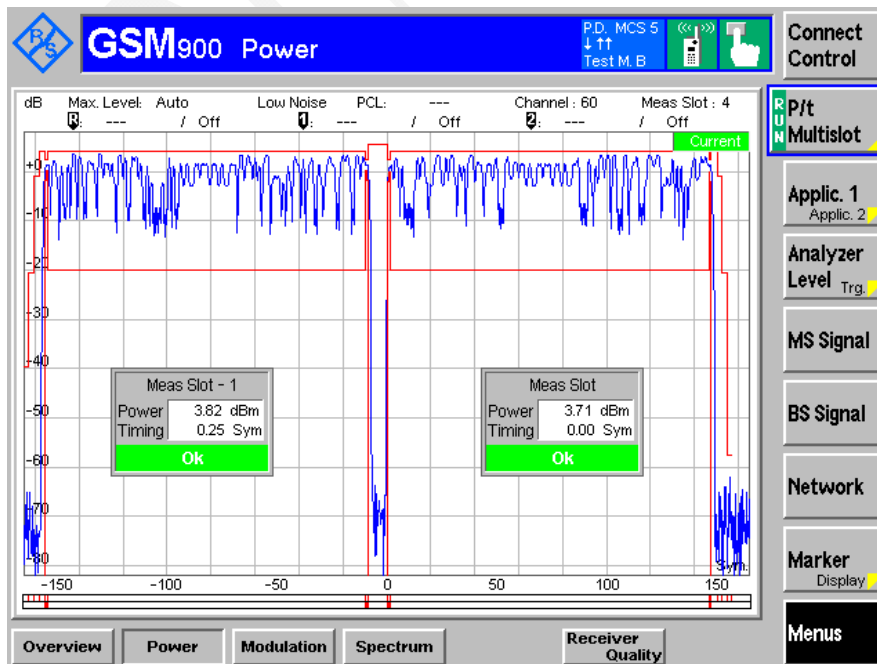 R/S
GSM900 Power
P.D. MCS 5
↓ ↑↑
Test M. B
Connect
Control
dB Max. Level: Auto Low Noise PCL: --- Channel : 60 Meas Slot : 4
R: --- / Off 1: --- / Off 2: --- / Off
Current
RUN
P/t
Multislot
+0
-10
-20
-30
-40
-50
-60
-70
-80
Applic. 1
Applic. 2
Analyzer
Level Trg.
MS Signal
BS Signal
Network
Marker
Display
Menus
Meas Slot - 1
Power 3.82 dBm
Timing 0.25 Sym
Ok
Meas Slot
Power 3.71 dBm
Timing 0.00 Sym
Ok
Sym.
-150 -100 -50 0 50 100 150
Overview Power Modulation Spectrum Receiver
Quality